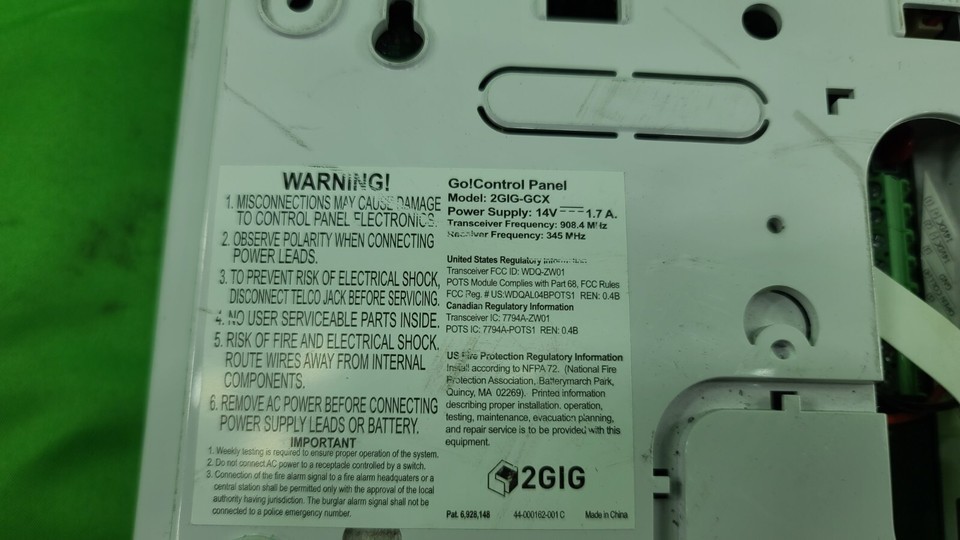 WARNING!
1. MISCONNECTIONS MAY CAUSE DAMAGE
TO CONTROL PANEL ELECTRONICS.
2. OBSERVE POLARITY WHEN CONNECTING
POWER LEADS.
3. TO PREVENT RISK OF ELECTRICAL SHOCK,
DISCONNECT TELCO JACK BEFORE SERVICING.
4. NO USER SERVICEABLE PARTS INSIDE.
5. RISK OF FIRE AND ELECTRICAL SHOCK.
ROUTE WIRES AWAY FROM INTERNAL
COMPONENTS.
6. REMOVE AC POWER BEFORE CONNECTING
POWER SUPPLY LEADS OR BATTERY.
IMPORTANT
1. Weekly testing is required to ensure proper operation of the system.
2. Do not connect AC power to a receptacle controlled by a switch.
3. Connection of the fire alarm signal to a fire alarm headquaters or a
central station shall be permitted only with the approval of the local
authority having jurisdiction. The burglar alarm signal shall not be
connected to a police emergency number.
Go!Control Panel
Model: 2GIG-GCX
Power Supply: 14V 1.7 A.
Transceiver Frequency: 908.4 MHz
Receiver Frequency: 345 MHz
United States Regulatory Information
Transceiver FCC ID: WDQ-ZW01
POTS Module Complies with Part 68, FCC Rules
FCC Reg. # US:WDQAL04BPOTS1 REN: 0.4B
Canadian Regulatory Information
Transceiver IC: 7794A-ZW01
POTS IC: 7794A-POTS1 REN: 0.4B
US Fire Protection Regulatory Information
Install according to NFPA 72. (National Fire
Protection Association, Batterymarch Park,
Quincy, MA 02269). Printed information
describing proper installation, operation,
testing, maintenance, evacuation planning,
and repair service is to be provided with this
equipment.
2GIG
Pat. 6,928,148 44-000162-001 C Made in China